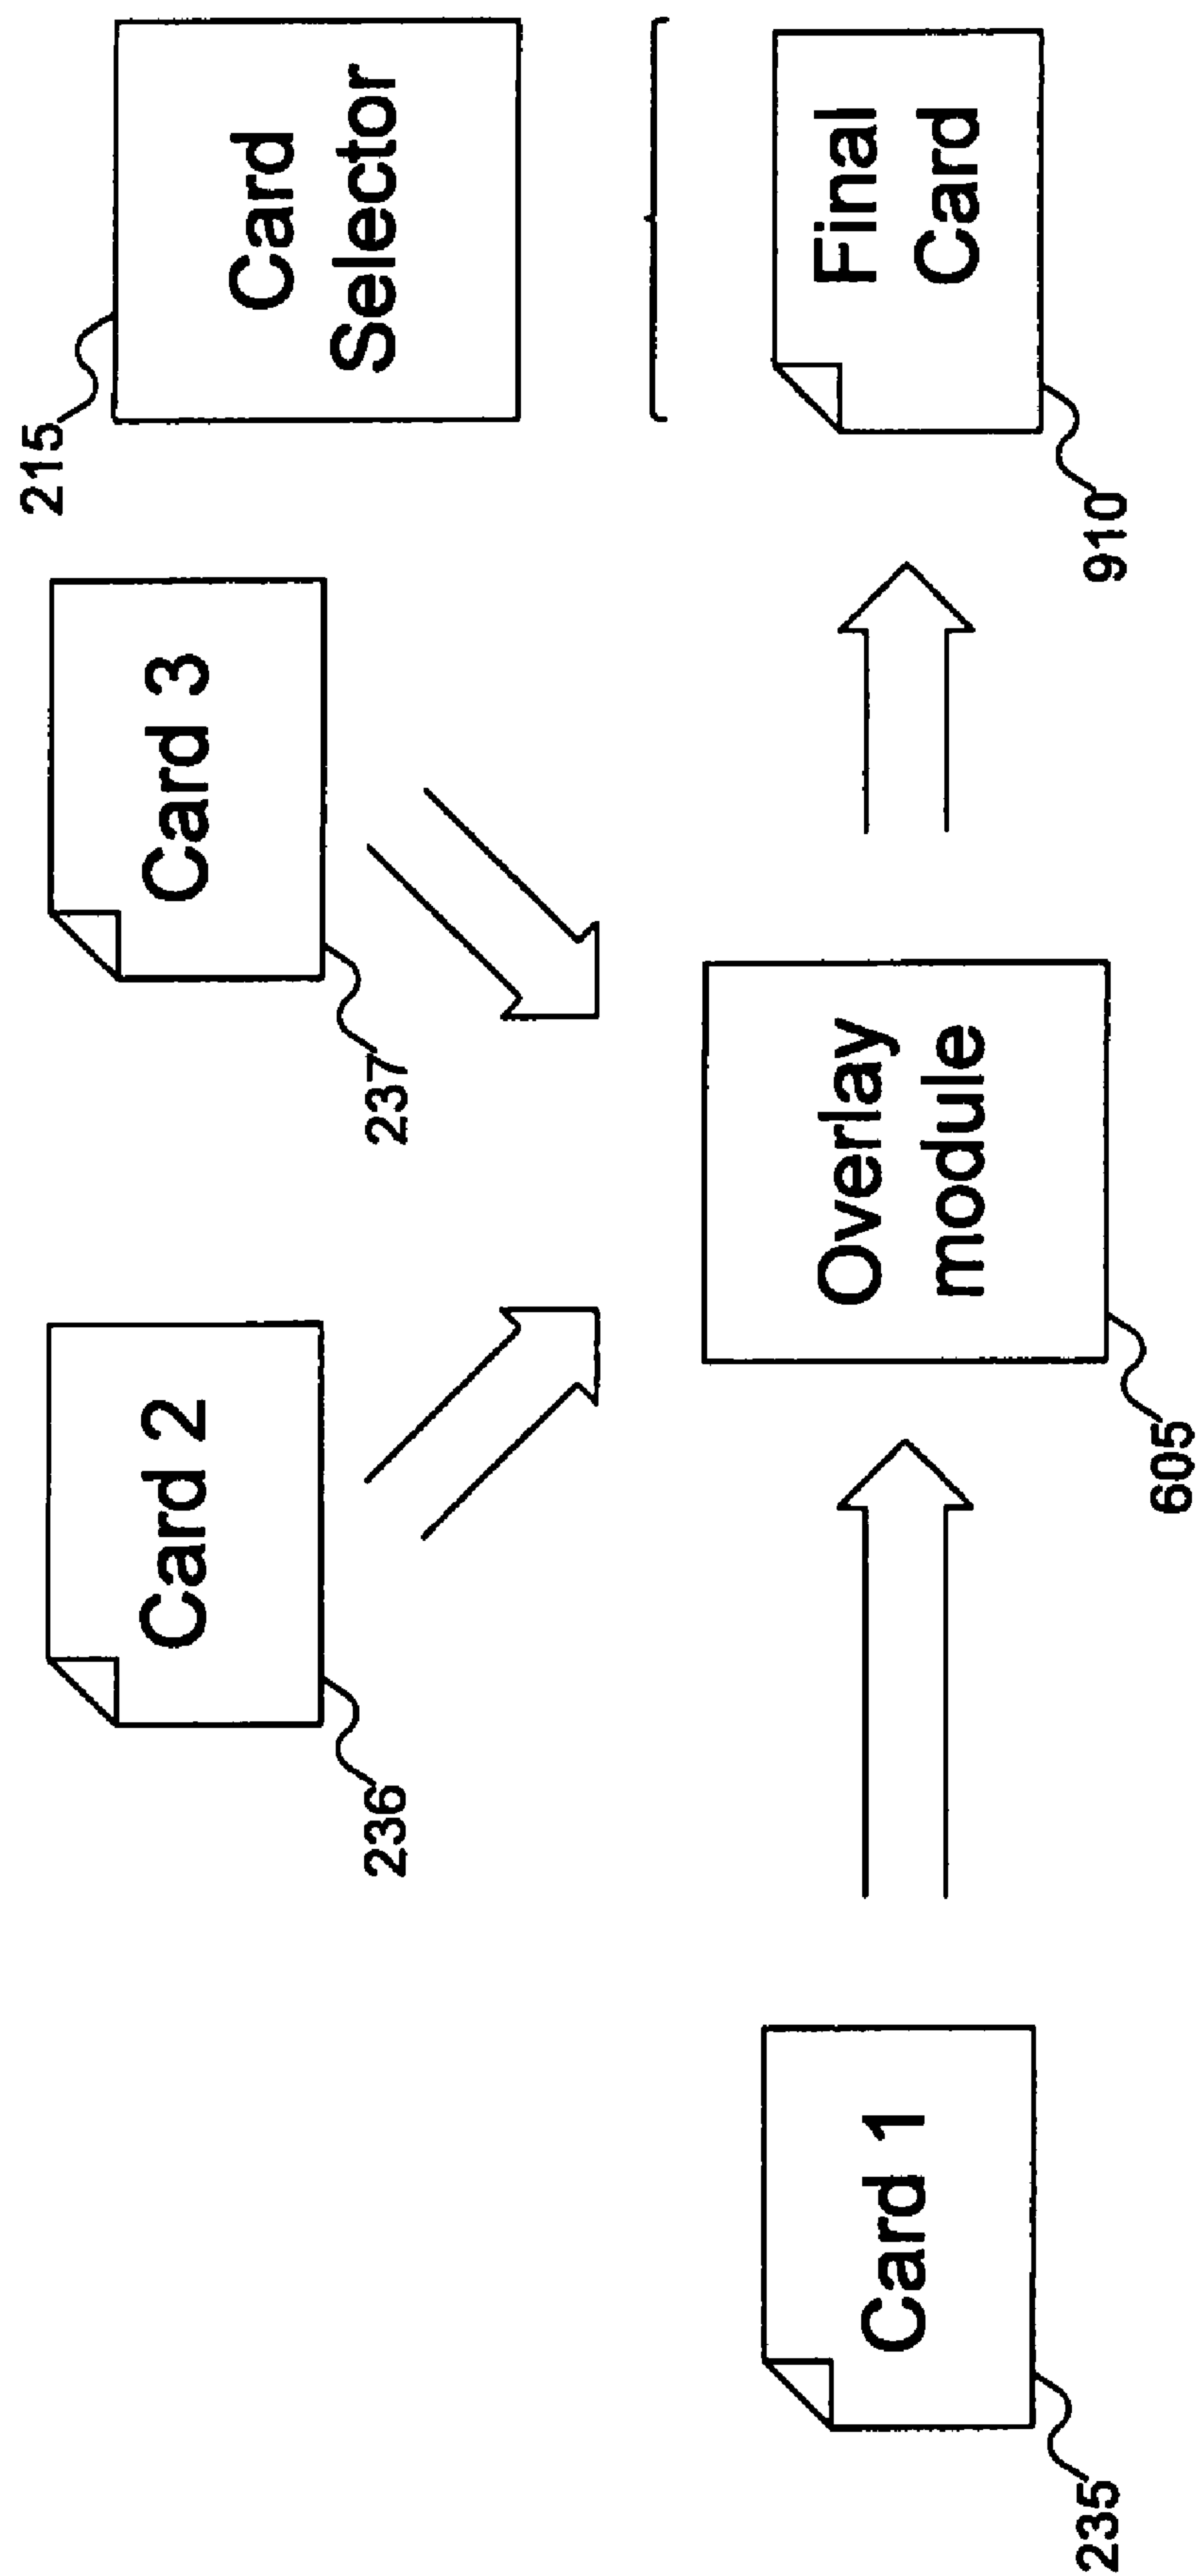 215
Card 2
Card 3
Card
Selector
236
237
Card 1
Overlay
module
Final
Card
235
605
910